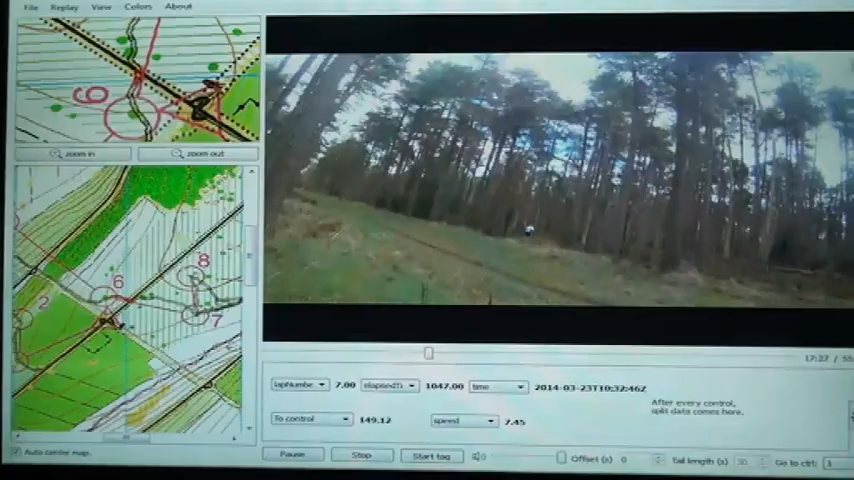 File Replay View Colors About
6
zoom in zoom out
8
6
2
7
17:27 / 55
lapNumbe 7.00 elapsedTi 1047.00 time 2014-03-23T10:32:46Z
After every control,
split data comes here.
To control 149.12 speed 7.45
Auto center map.
Pause Stop Start tag Offset (s) 0 Tail length (s) 30 Go to ctrl: 1